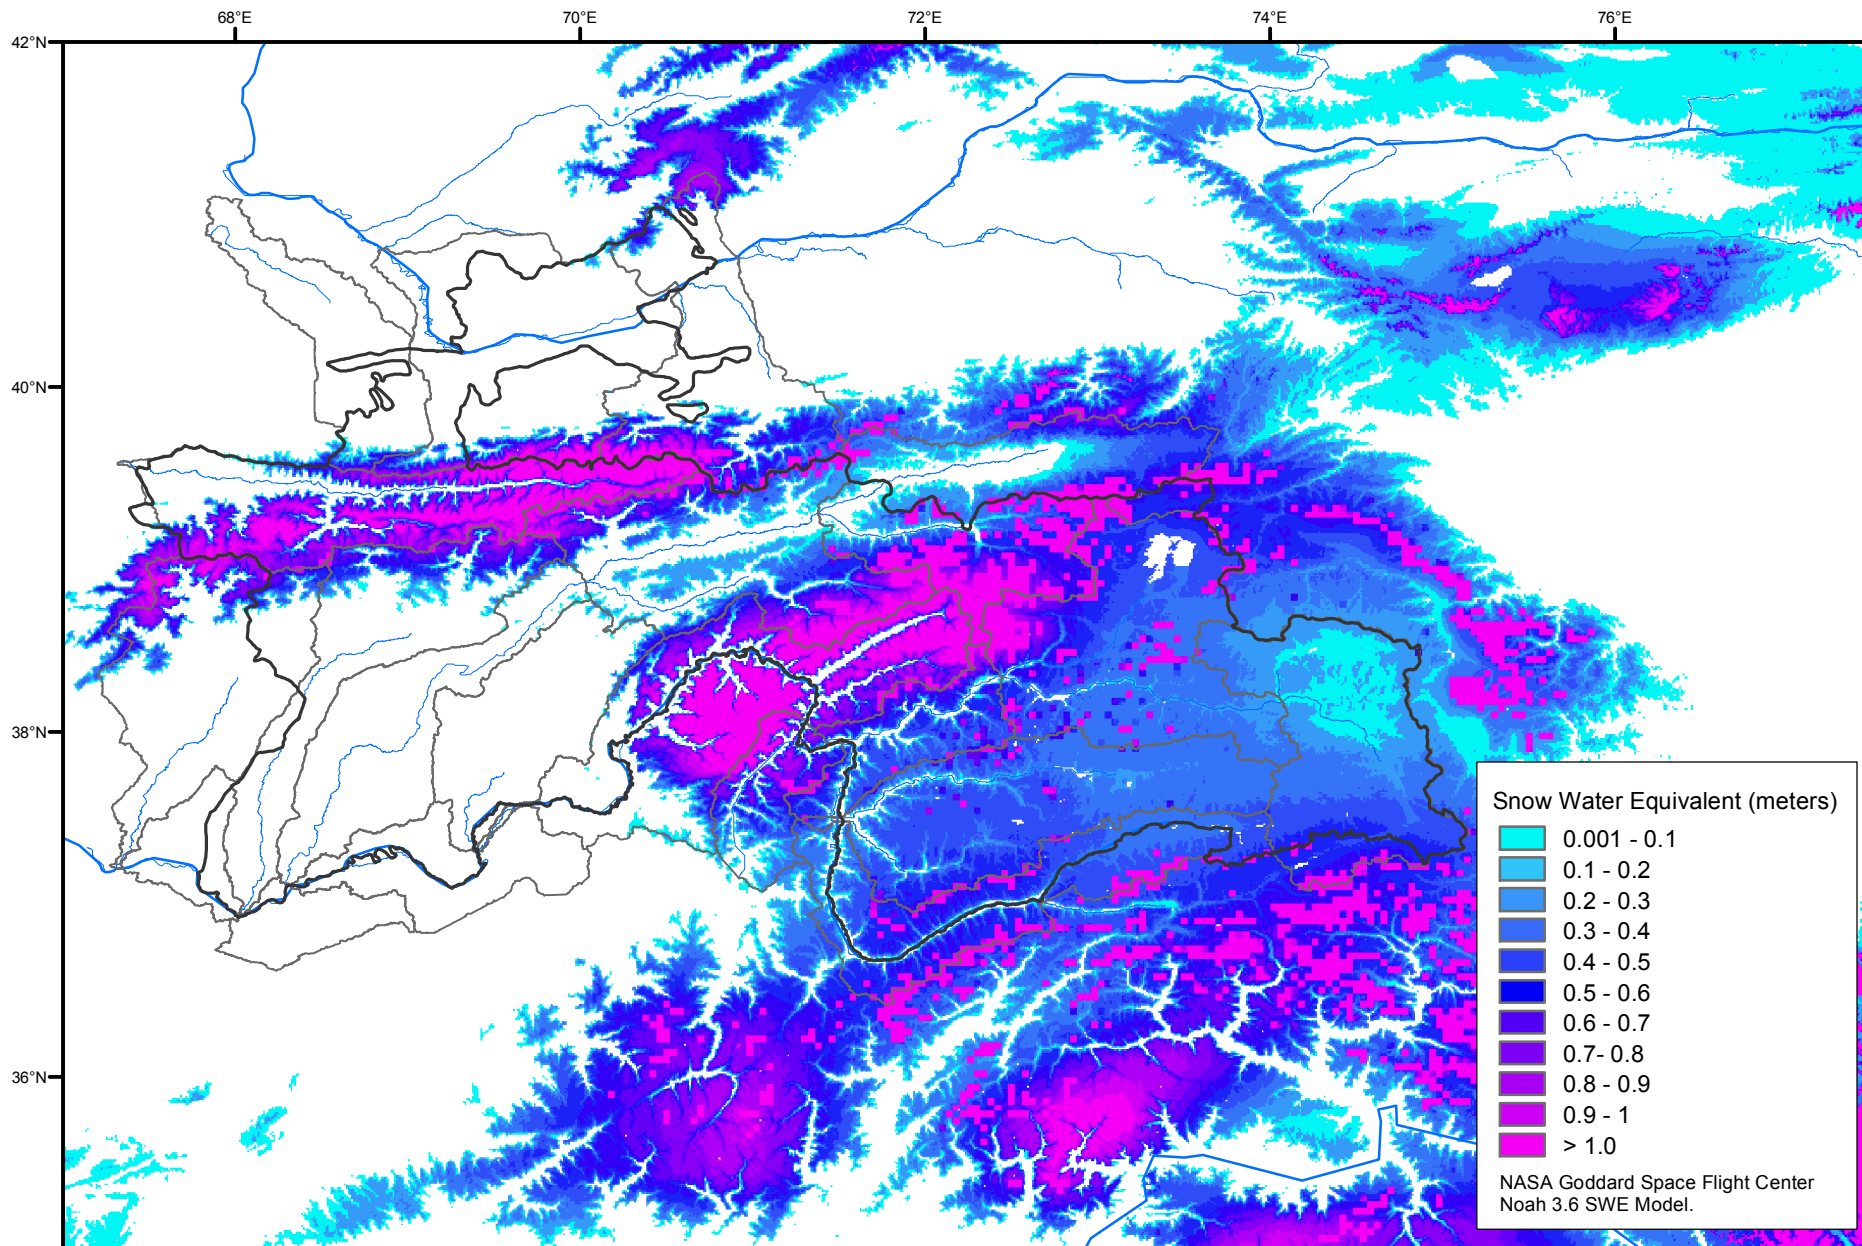 68°E
70°E
72°E
74°E
76°E
42°N
40°N
38°N
36°N
Snow Water Equivalent (meters)
0.001 - 0.1
0.1 - 0.2
0.2 - 0.3
0.3 - 0.4
0.4 - 0.5
0.5 - 0.6
0.6 - 0.7
0.7- 0.8
0.8 - 0.9
0.9 - 1
> 1.0
NASA Goddard Space Flight Center
Noah 3.6 SWE Model.